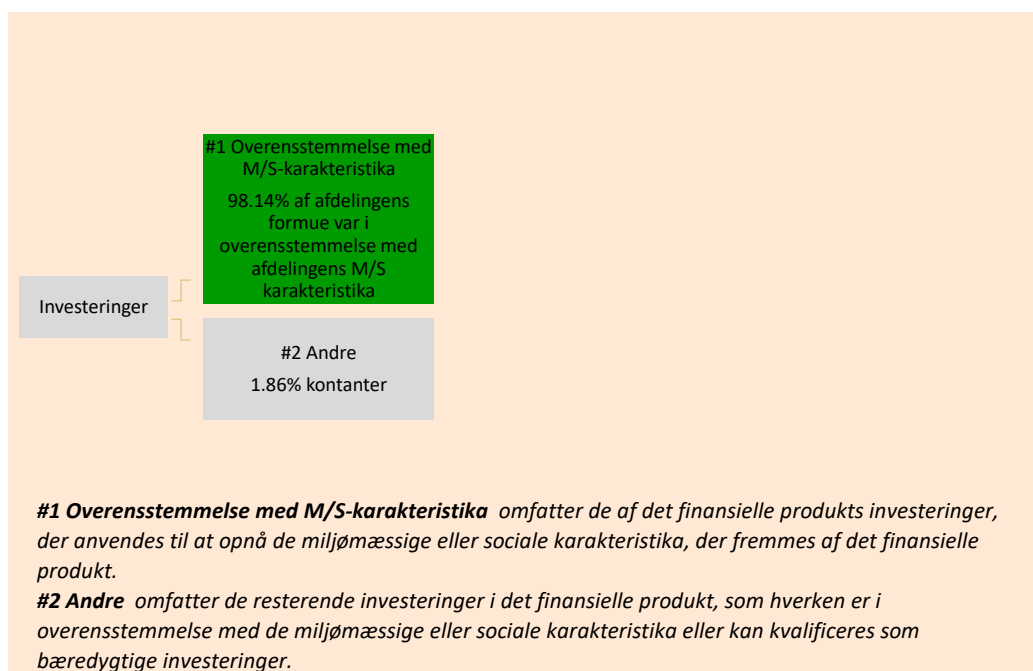 #1 Overensstemmelse med
M/S-karakteristika
98.14% af afdelingens
formue var i
overensstemmelse med
afdelingens M/S
karakteristika
Investeringer
#2 Andre
1.86% kontanter
#1 Overensstemmelse med M/S-karakteristika omfatter de af det finansielle produkts investeringer,
der anvendes til at opnå de miljømæssige eller sociale karakteristika, der fremmes af det finansielle
produkt.
#2 Andre omfatter de resterende investeringer i det finansielle produkt, som hverken er i
overensstemmelse med de miljømæssige eller sociale karakteristika eller kan kvalificeres som
bæredygtige investeringer.